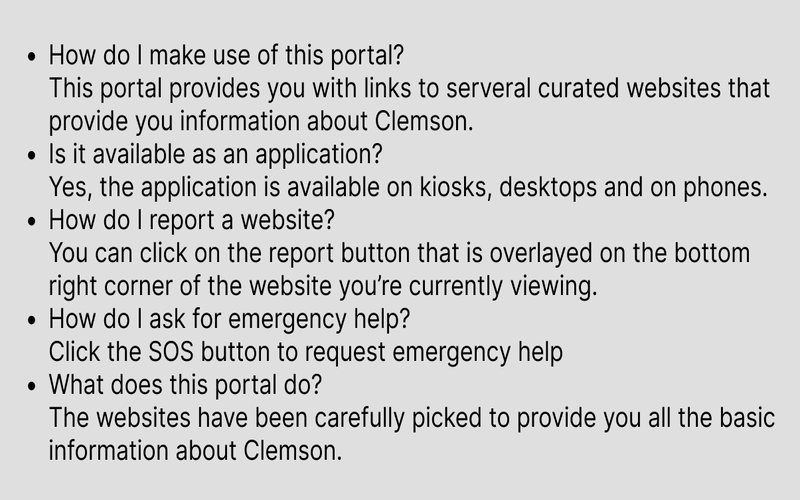 • How do I make use of this portal?
This portal provides you with links to serveral curated websites that
provide you information about Clemson.
• Is it available as an application?
Yes, the application is available on kiosks, desktops and on phones.
• How do I report a website?
You can click on the report button that is overlayed on the bottom
right corner of the website you’re currently viewing.
• How do I ask for emergency help?
Click the SOS button to request emergency help
• What does this portal do?
The websites have been carefully picked to provide you all the basic
information about Clemson.